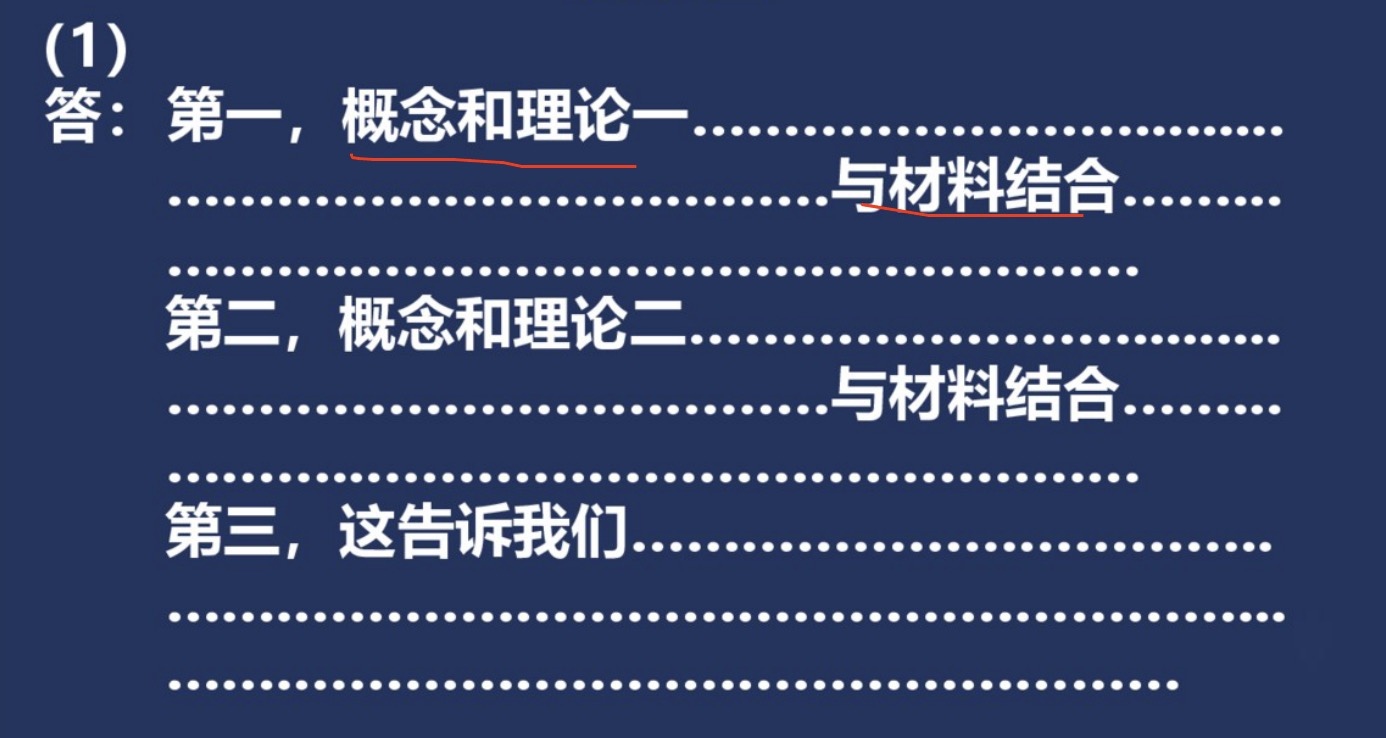 (1)
答：第一，概念和理论一.................................
....................................与材料结合.........
.....................................................
第二，概念和理论二................................
....................................与材料结合.........
.....................................................
第三，这告诉我们...................................
.............................................................
.......................................................